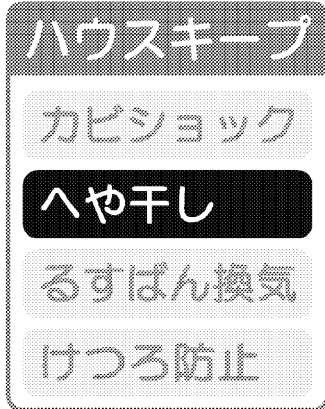 ハウスキープ
カビショック
へや干し
るすばん換気
けつろ防止